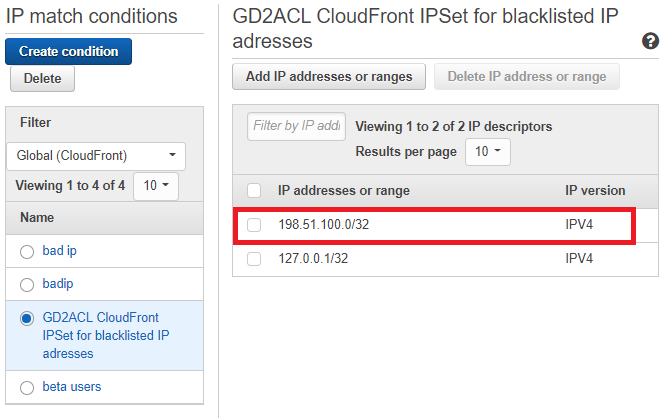 IP match conditions
Create condition
Delete
Filter
Global (CloudFront)
Viewing 1 to 4 of 4 10
Name
bad ip
badip
GD2ACL CloudFront
IPSet for blacklisted IP
adresses
beta users
GD2ACL CloudFront IPSet for blacklisted IP
adresses
?
Add IP addresses or ranges Delete IP address or range
Filter by IP addı Viewing 1 to 2 of 2 IP descriptors
Results per page 10
IP addresses or range IP version
198.51.100.0/32 IPV4
127.0.0.1/32 IPV4